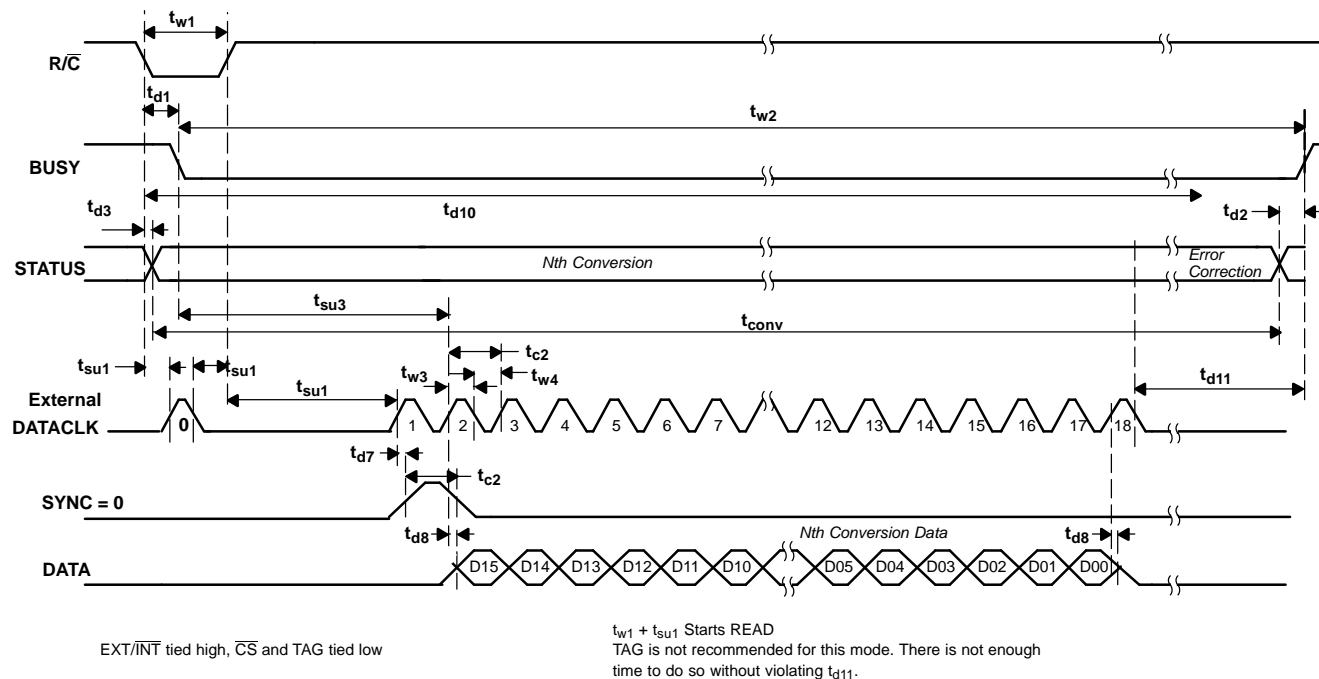 tw1
R/C
td1
tw2
BUSY
td3
td10
td2
STATUS
Nth Conversion
Error
Correction
tsu3
tconv
tc2
tsu1
tsu1
tsu1
tw3
tw4
td11
External
DATACLK
0
1
2
3
4
5
6
7
12
13
14
15
16
17
18
td7
tc2
SYNC = 0
td8
Nth Conversion Data
td8
DATA
D15
D14
D13
D12
D11
D10
D05
D04
D03
D02
D01
D00
EXT/INT tied high, CS and TAG tied low
tw1 + tsu1 Starts READ
TAG is not recommended for this mode. There is not enough
time to do so without violating td11.